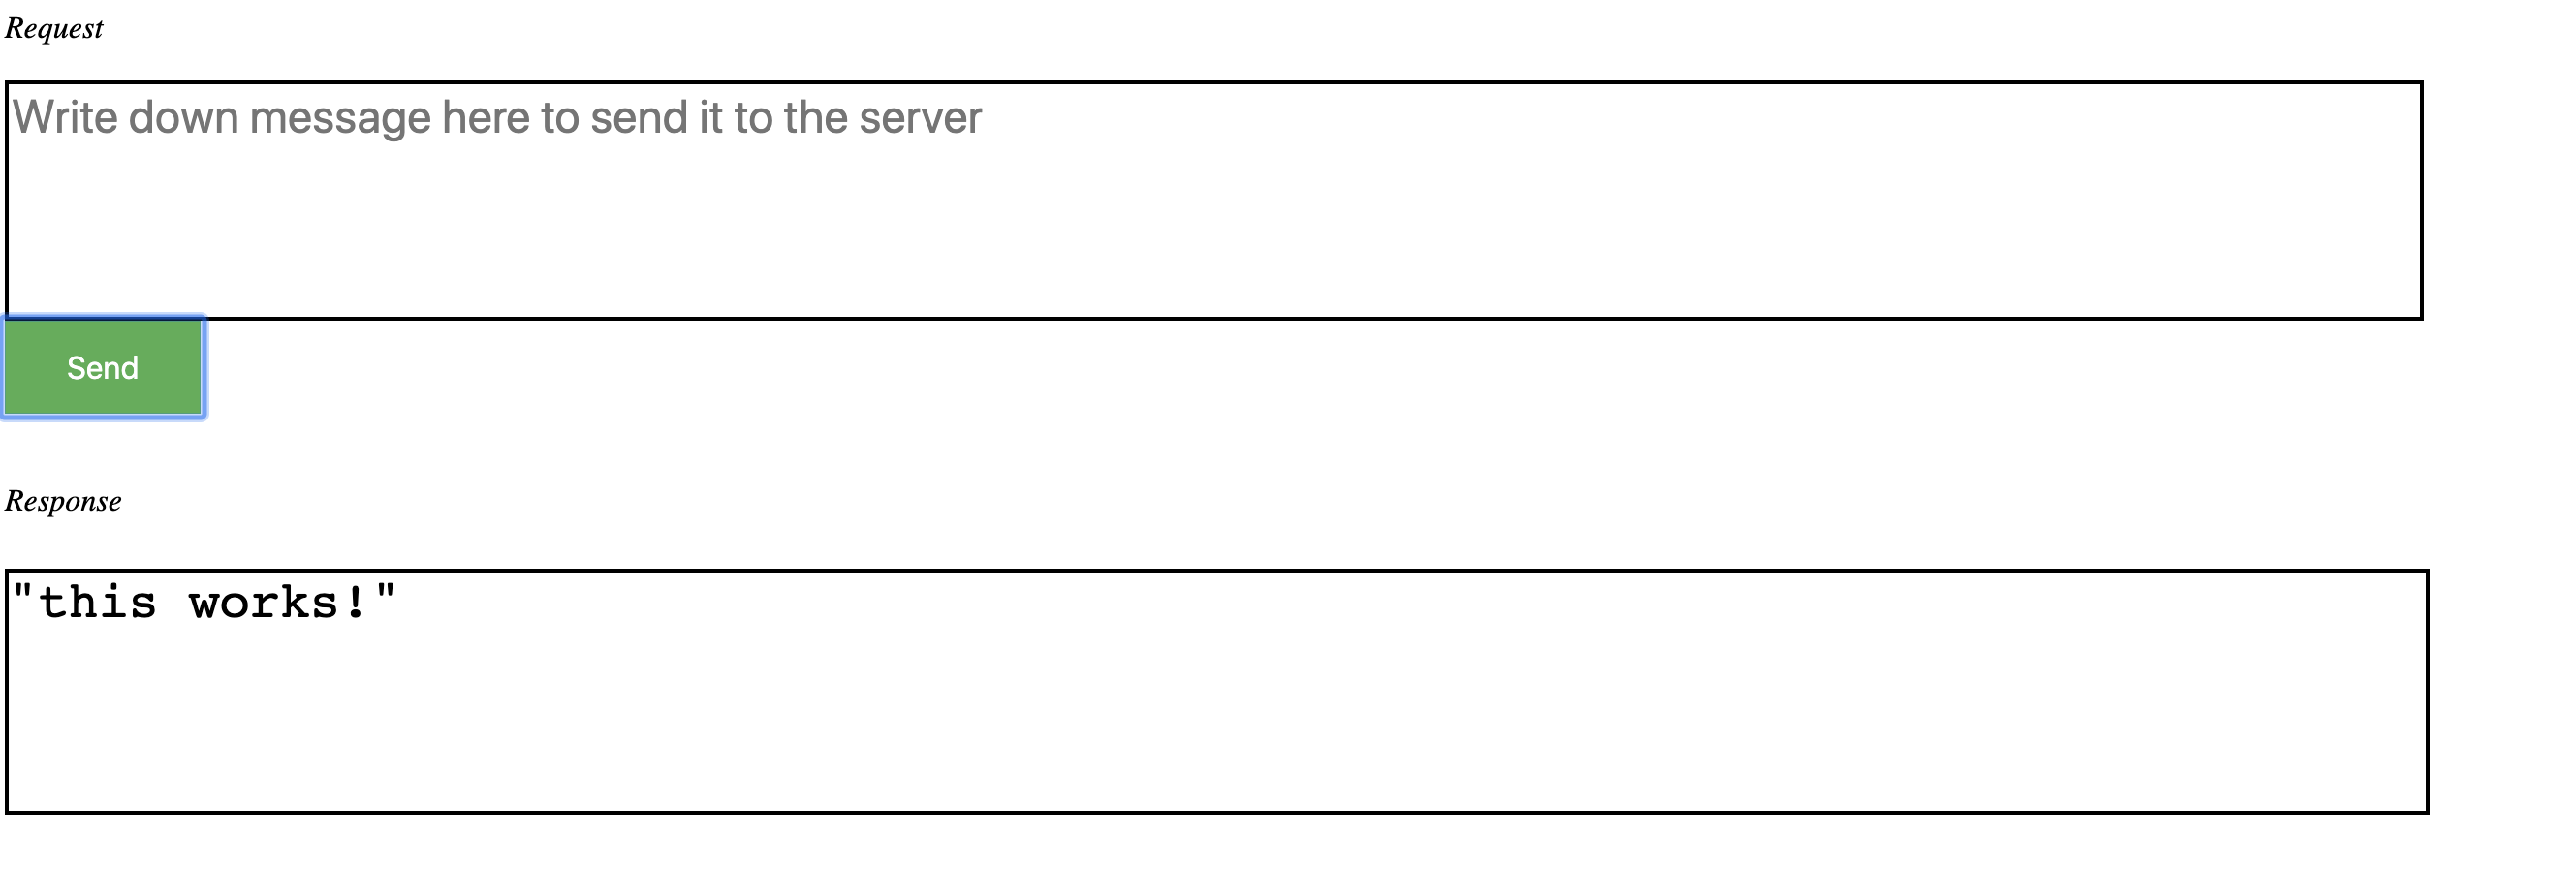 Request
Write down message here to send it to the server
Send
Response
"this works!"